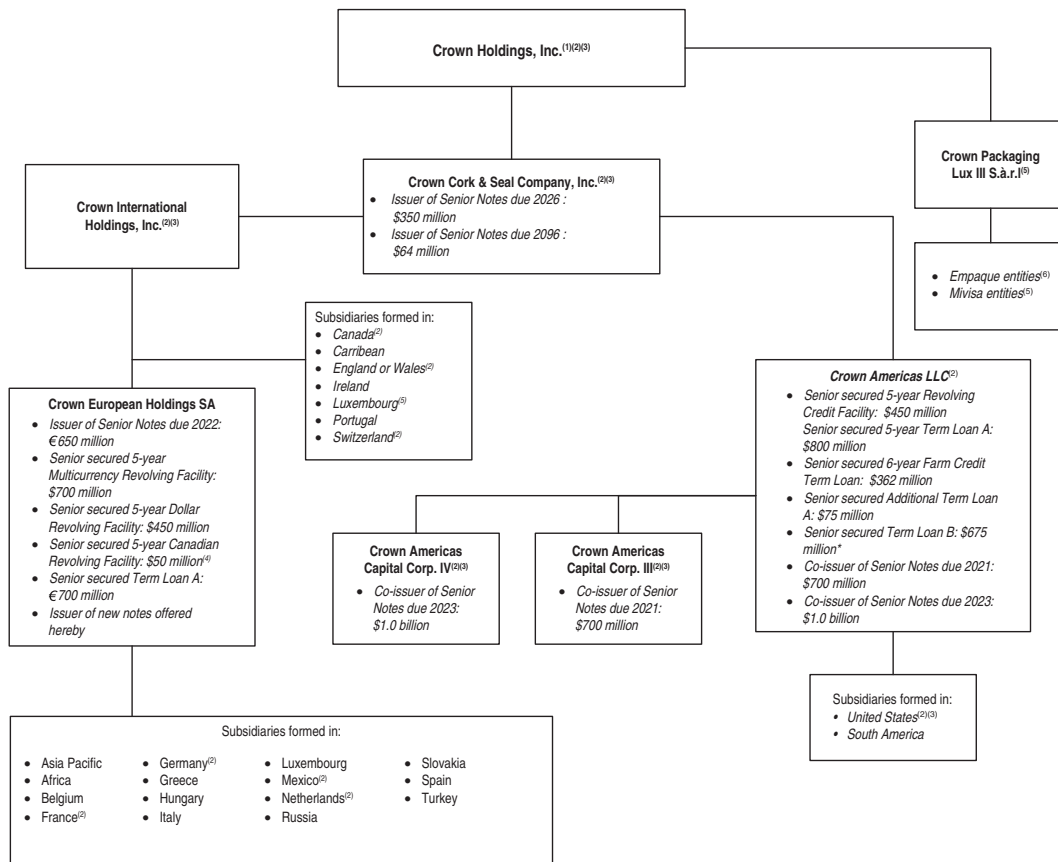 Crown Holdings, Inc.(1)(2)(3)
Crown Packaging
Lux III S.à.r.l(5)
Crown International
Holdings, Inc.(2)(3)
Crown Cork & Seal Company, Inc.(2)(3)
• Issuer of Senior Notes due 2026 :
$350 million
• Issuer of Senior Notes due 2096 :
$64 million
• Empaque entities(6)
• Mivisa entities(5)
Subsidiaries formed in:
• Canada(2)
• Carribean
• England or Wales(2)
• Ireland
• Luxembourg(5)
• Portugal
• Switzerland(2)
Crown European Holdings SA
• Issuer of Senior Notes due 2022:
€650 million
• Senior secured 5-year
Multicurrency Revolving Facility:
$700 million
• Senior secured 5-year Dollar
Revolving Facility: $450 million
• Senior secured 5-year Canadian
Revolving Facility: $50 million(4)
• Senior secured Term Loan A:
€700 million
• Issuer of new notes offered
hereby
Crown Americas LLC(2)
• Senior secured 5-year Revolving
Credit Facility: $450 million
Senior secured 5-year Term Loan A:
$800 million
• Senior secured 6-year Farm Credit
Term Loan: $362 million
• Senior secured Additional Term Loan
A: $75 million
• Senior secured Term Loan B: $675
million*
• Co-issuer of Senior Notes due 2021:
$700 million
• Co-issuer of Senior Notes due 2023:
$1.0 billion
Crown Americas
Capital Corp. IV(2)(3)
• Co-issuer of Senior
Notes due 2023:
$1.0 billion
Crown Americas
Capital Corp. III(2)(3)
• Co-issuer of Senior
Notes due 2021:
$700 million
Subsidiaries formed in:
• United States(2)(3)
• South America
Subsidiaries formed in:
• Asia Pacific • Germany(2) • Luxembourg • Slovakia
• Africa • Greece • Mexico(2) • Spain
• Belgium • Hungary • Netherlands(2) • Turkey
• France(2) • Italy • Russia